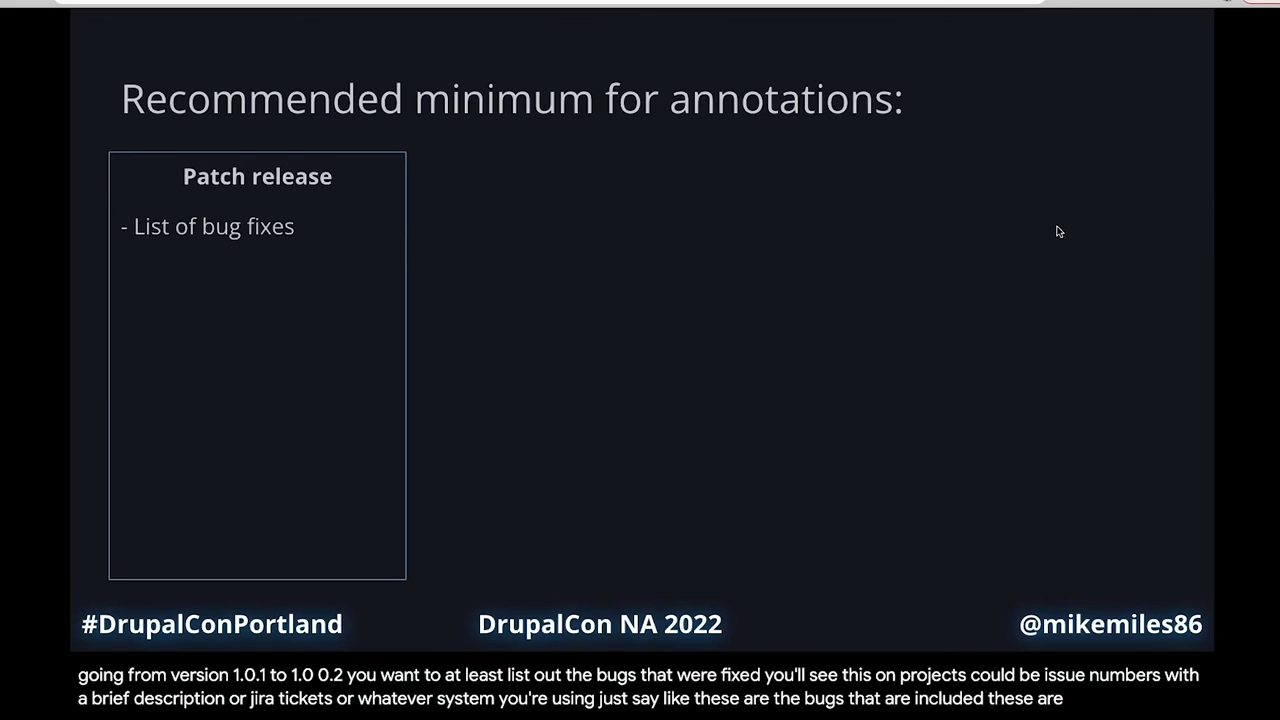 Recommended minimum for annotations:
Patch release
- List of bug fixes
#DrupalConPortland
DrupalCon NA 2022
@mikemiles86
going from version 1.0.1 to 1.0 0.2 you want to at least list out the bugs that were fixed you'll see this on projects could be issue numbers with
a brief description or jira tickets or whatever system you're using just say like these are the bugs that are included these are